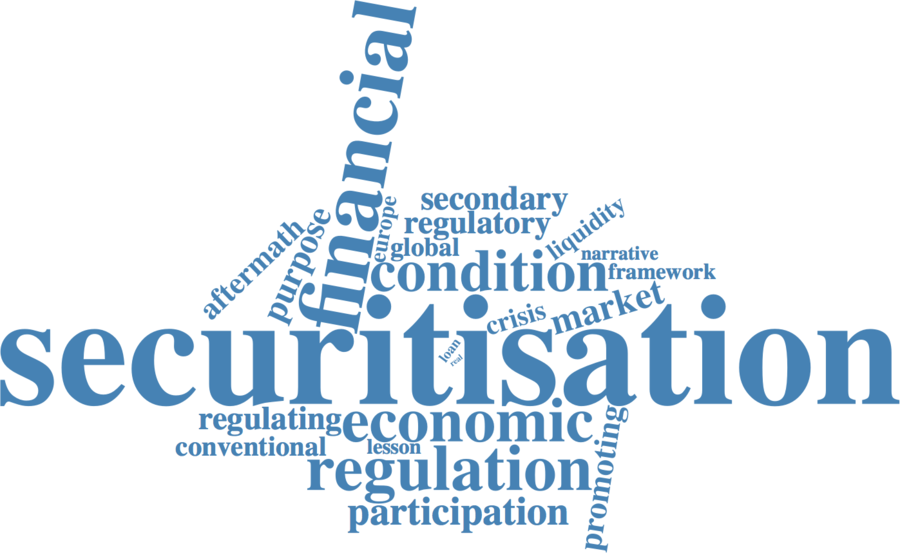 financial
secondary
regulatory
europe
liquidity
purpose
aftermath
global
narrative
condition
framework
market
crisis
securitisation
loan
real
regulating
economic
promoting
conventional
lesson
regulation
participation